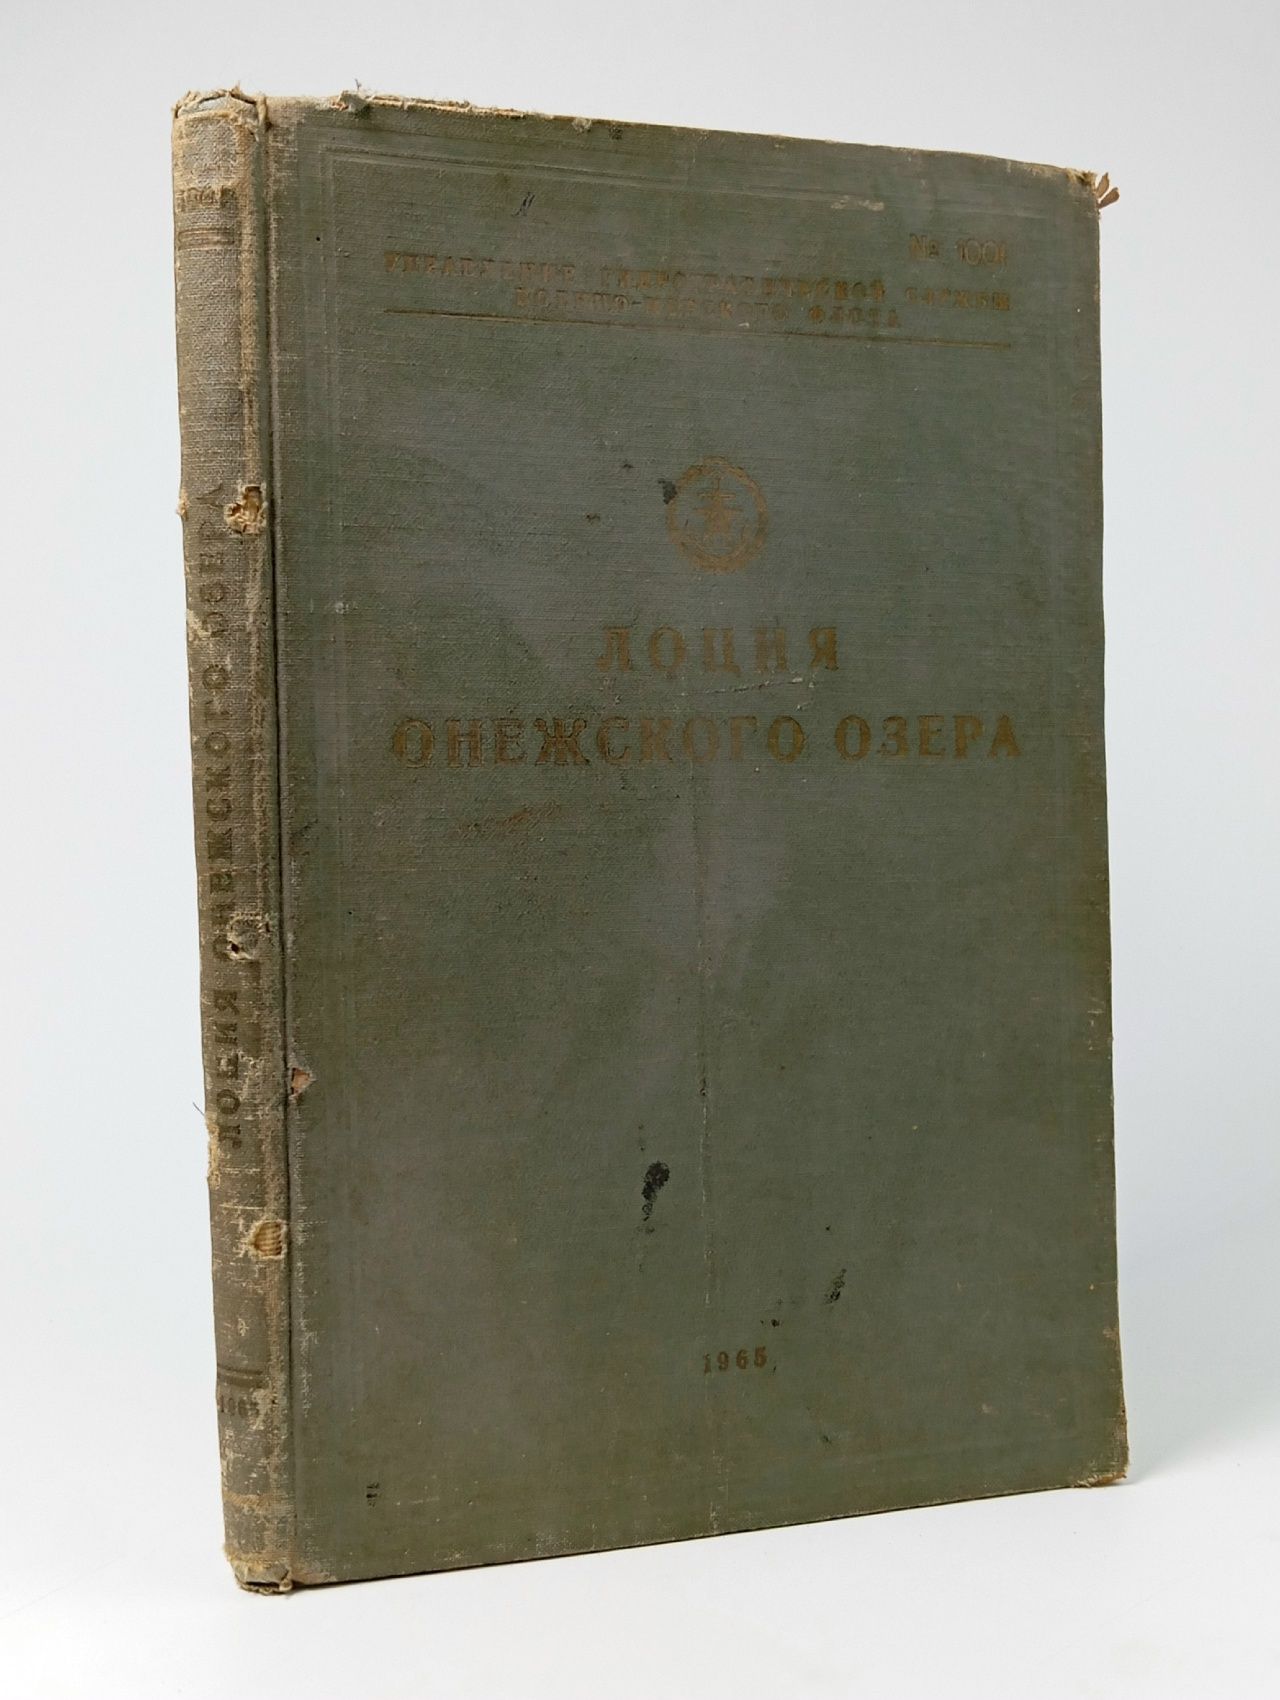 № 1001
УПРАВЛЕНИЕ ГИДРОГРАФИЧЕСКОЙ СЛУЖБЫ
ВОЕННО-МОРСКОГО ФЛОТА
ЛОЦИЯ
ОНЕЖСКОГО ОЗЕРА
1965
ЛОЦИЯ ОНЕЖСКОГО ОЗЕРА
1965